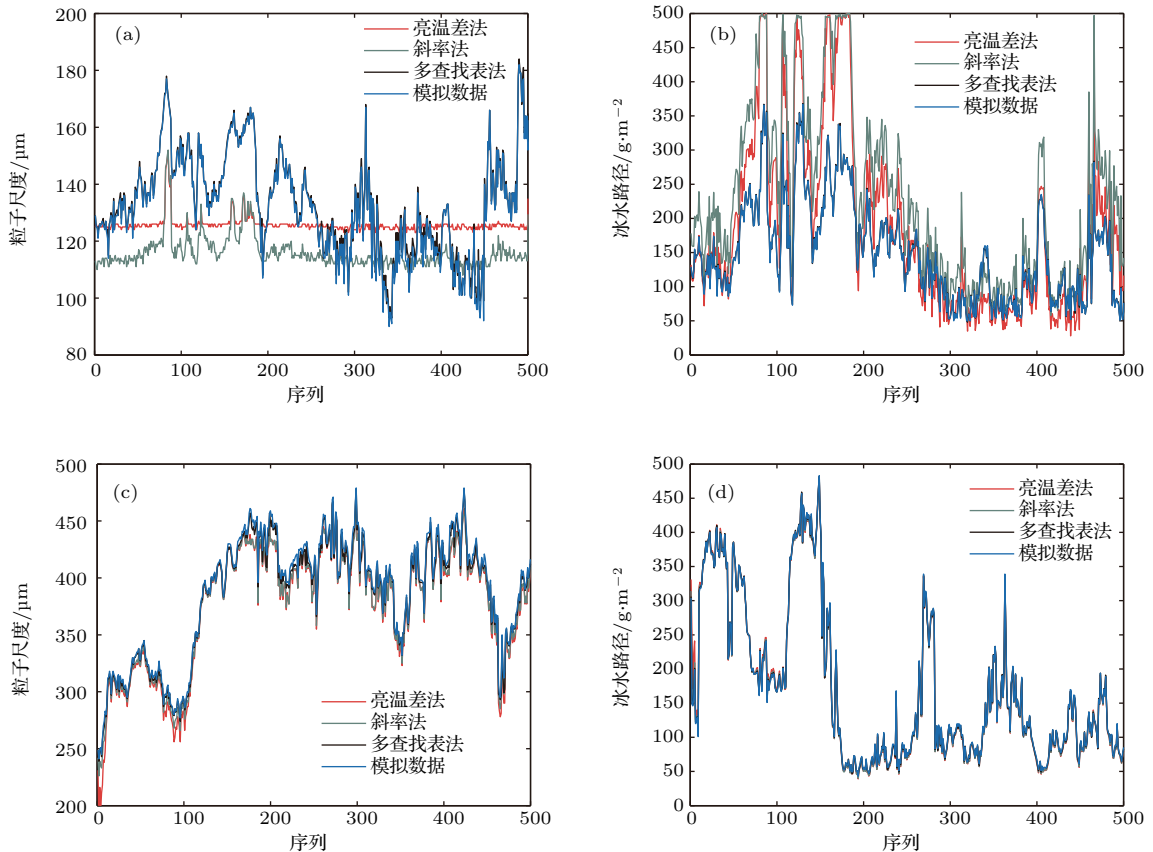 (a)
亮温差法
斜率法
多查找表法
模拟数据
粒子尺度/µm
180
160
140
120
100
80
0
100
200
300
400
500
序列
(b)
亮温差法
斜率法
多查找表法
模拟数据
冰水路径/g·m−2
500
450
400
350
300
250
200
150
100
50
0
0
100
200
300
400
500
序列
(c)
亮温差法
斜率法
多查找表法
模拟数据
粒子尺度/µm
500
450
400
350
300
250
200
0
100
200
300
400
500
序列
(d)
亮温差法
斜率法
多查找表法
模拟数据
冰水路径/g·m−2
500
450
400
350
300
250
200
150
100
50
0
0
100
200
300
400
500
序列